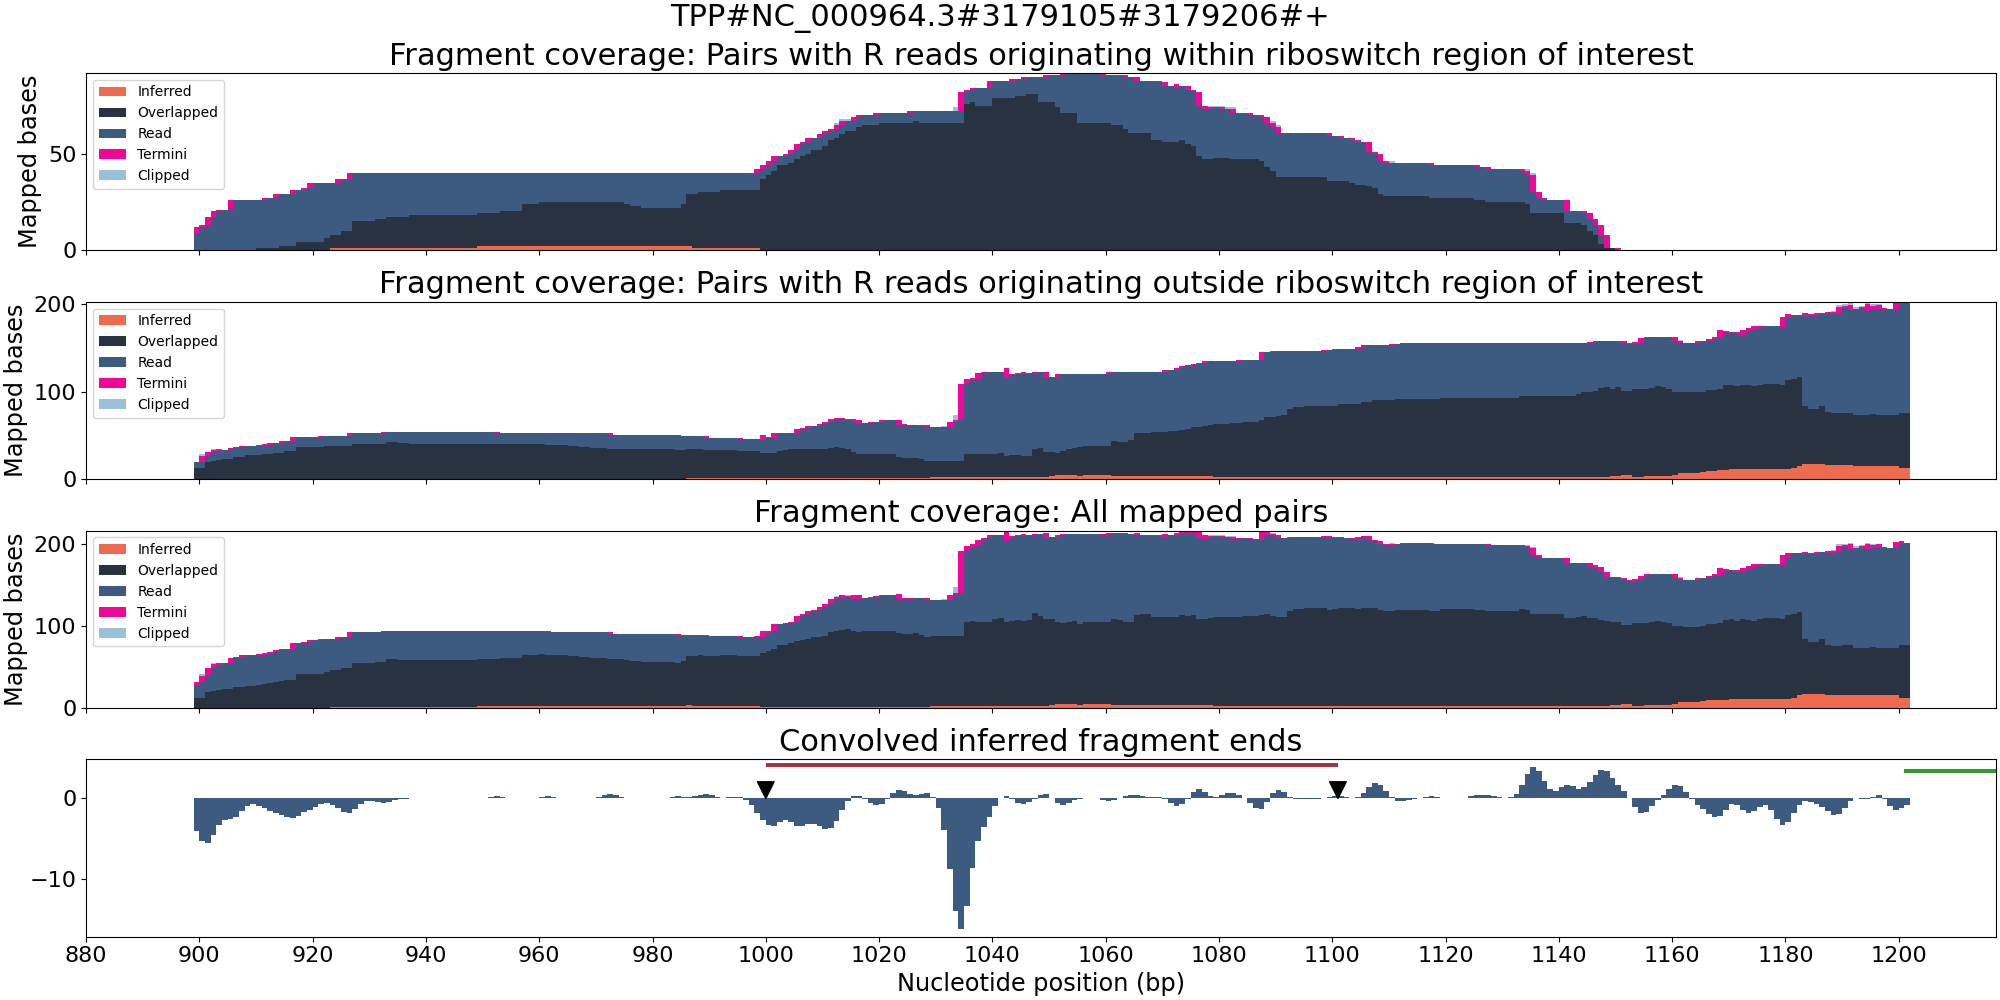 TPP#NC_000964.3#3179105#3179206#+
Fragment coverage: Pairs with R reads originating within riboswitch region of interest
Mapped bases
50
0
Inferred
Overlapped
Read
Termini
Clipped
Fragment coverage: Pairs with R reads originating outside riboswitch region of interest
Mapped bases
200
100
0
Inferred
Overlapped
Read
Termini
Clipped
Fragment coverage: All mapped pairs
Mapped bases
200
100
0
Inferred
Overlapped
Read
Termini
Clipped
Convolved inferred fragment ends
0
−10
880 900 920 940 960 980 1000 1020 1040 1060 1080 1100 1120 1140 1160 1180 1200
Nucleotide position (bp)